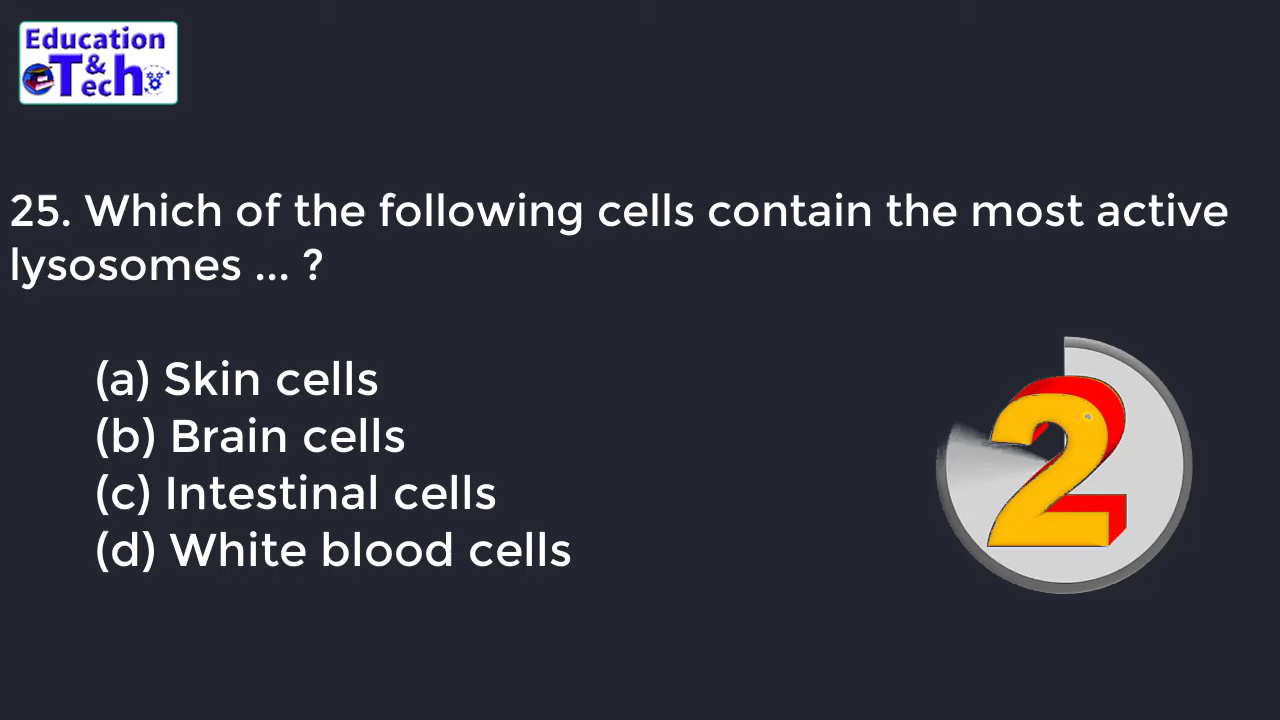 Education
&
Tech
25. Which of the following cells contain the most active
lysosomes ... ?
(a) Skin cells
(b) Brain cells
(c) Intestinal cells
(d) White blood cells
2